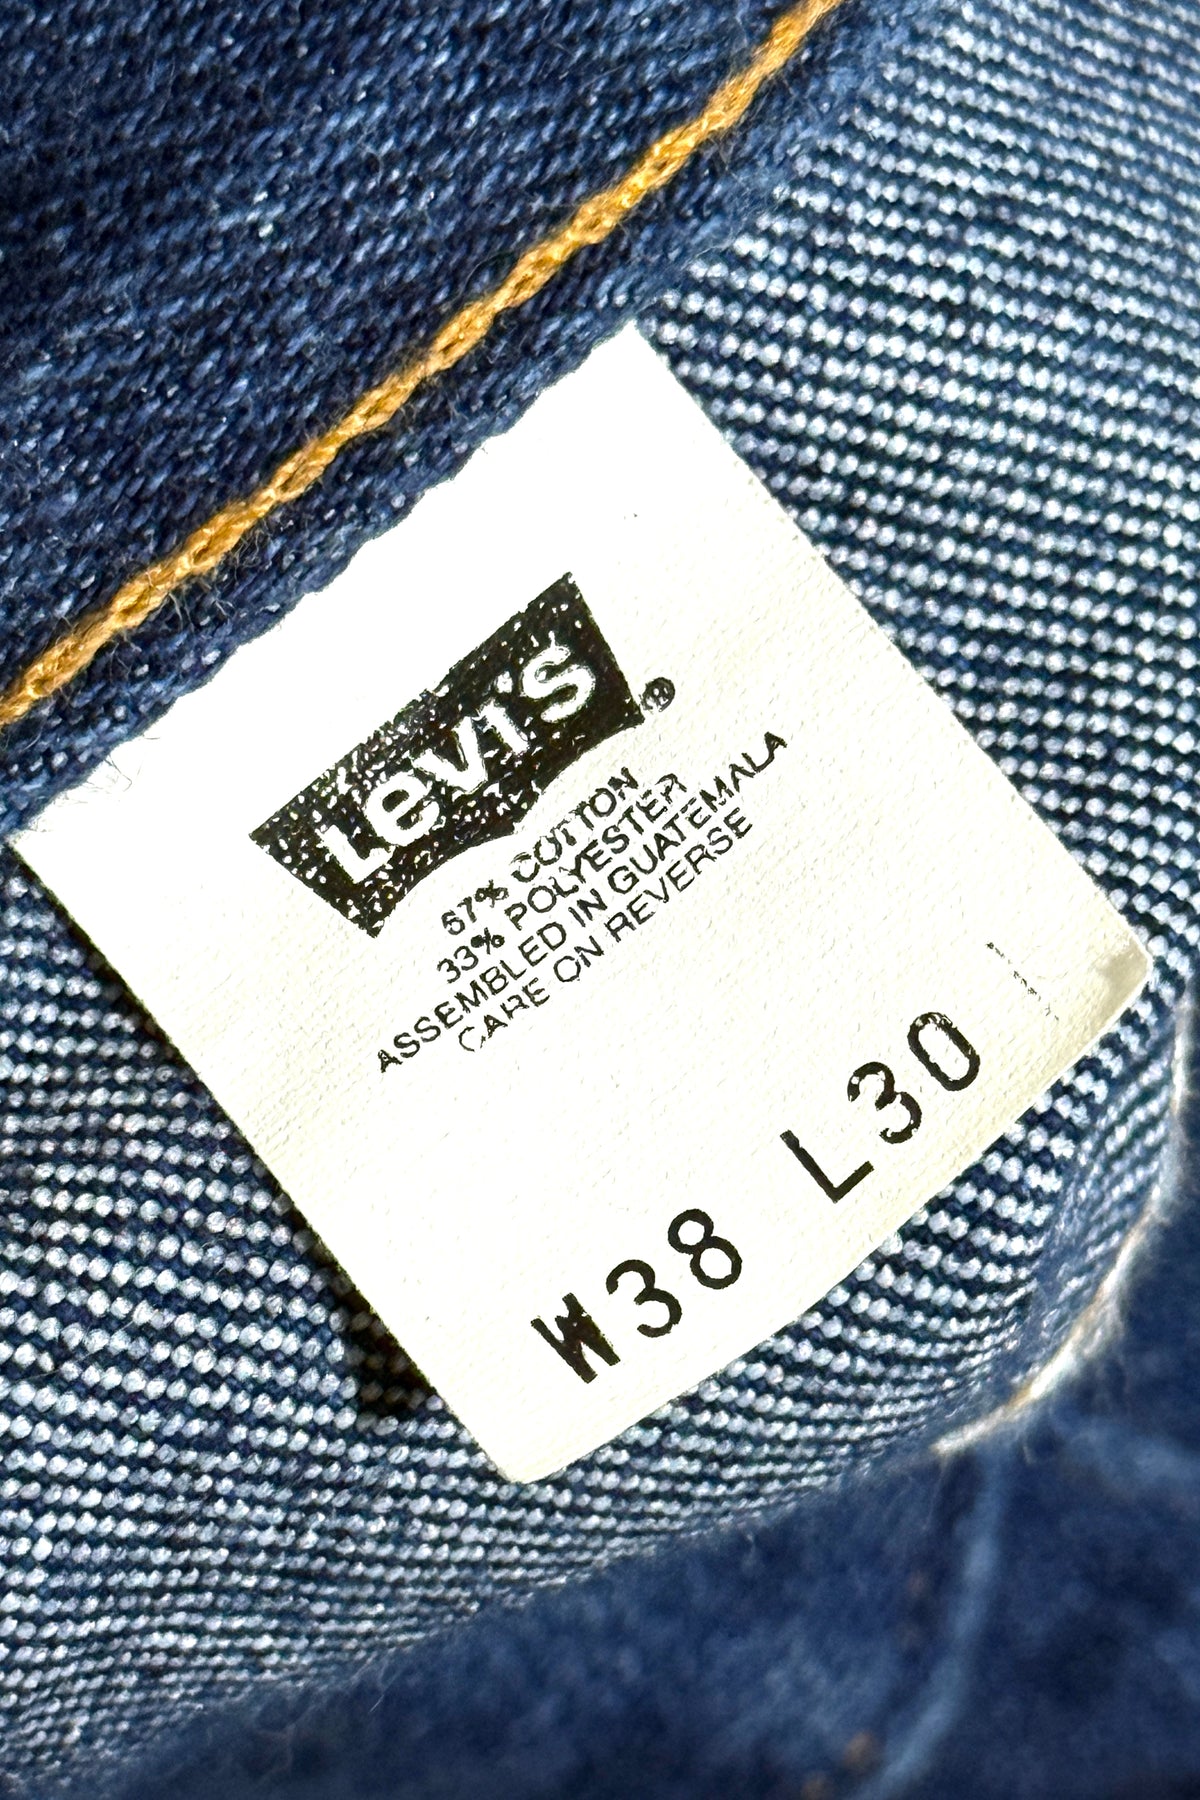 Levi's ®
67% COTTON
33% POLYESTER
ASSEMBLED IN GUATEMALA
CARE ON REVERSE
W38 L30